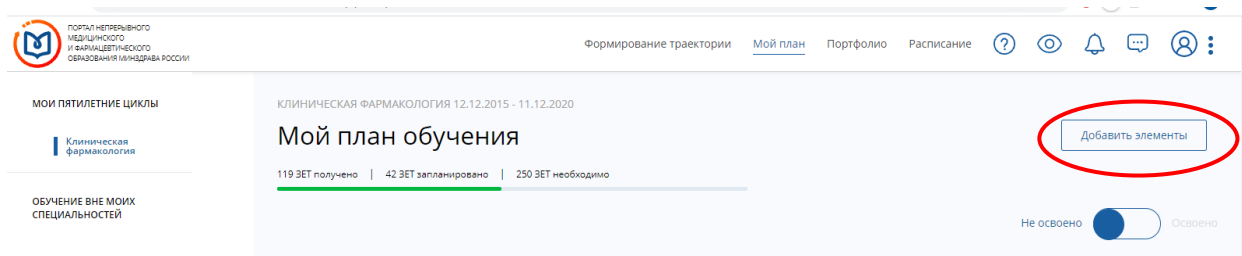 ПОРТАЛ НЕПРЕРЫВНОГО
МЕДИЦИНСКОГО
И ФАРМАЦЕВТИЧЕСКОГО
ОБРАЗОВАНИЯ МИНЗДРАВА РОССИИ
Формирование траектории Мой план Портфолио Расписание
МОИ ПЯТИЛЕТНИЕ ЦИКЛЫ
Клиническая
фармакология
ОБУЧЕНИЕ ВНЕ МОИХ
СПЕЦИАЛЬНОСТЕЙ
КЛИНИЧЕСКАЯ ФАРМАКОЛОГИЯ 12.12.2015 - 11.12.2020
Мой план обучения
Добавить элементы
119 ЗЕТ получено | 42 ЗЕТ запланировано | 250 ЗЕТ необходимо
Не освоено Освоено